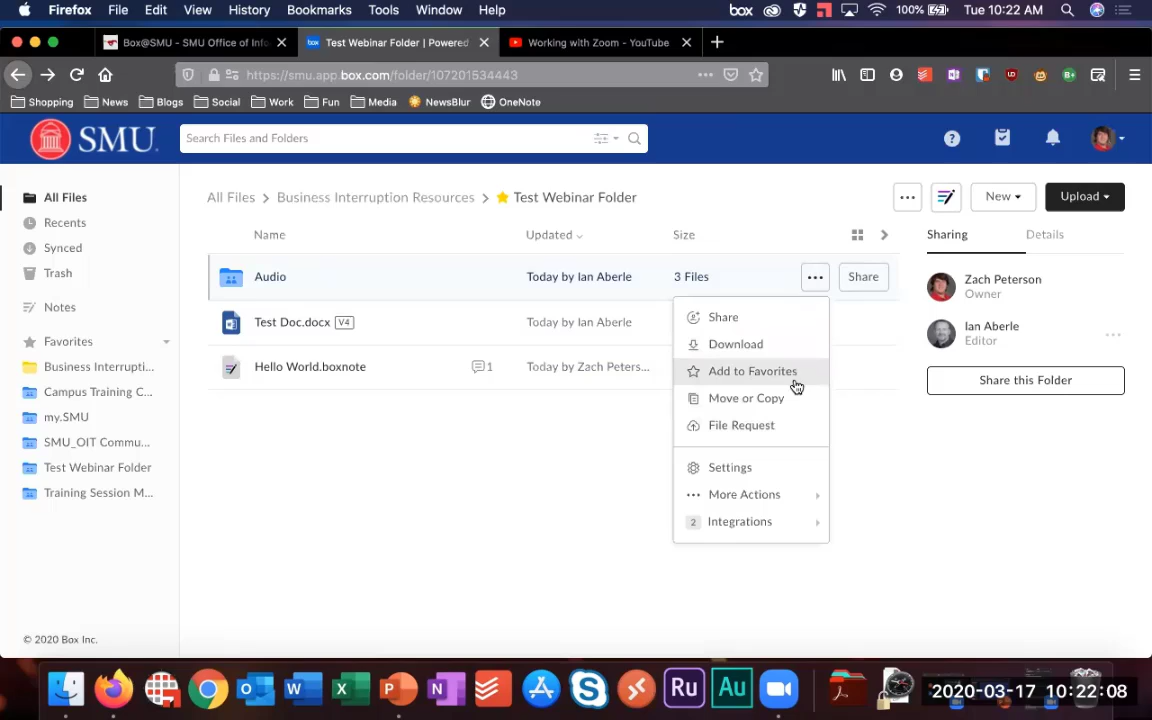 Firefox File Edit View History Bookmarks Tools Window Help box 100% Tue 10:22 AM
Box@SMU - SMU Office of Info Test Webinar Folder | Powered Working with Zoom - YouTube
https://smu.app.box.com/folder/107201534443
Shopping News Blogs Social Work Fun Media NewsBlur OneNote
SMU Search Files and Folders
All Files
Recents
Synced
Trash
Notes
Favorites
Business Interrupti...
Campus Training C...
my.SMU
SMU_OIT Commu...
Test Webinar Folder
Training Session M...
© 2020 Box Inc.
All Files > Business Interruption Resources > Test Webinar Folder
New Upload
Name Updated Size
Audio Today by Ian Aberle 3 Files Share
Test Doc.docx V4 Today by Ian Aberle
Hello World.boxnote 1 Today by Zach Peters...
Share
Download
Add to Favorites
Move or Copy
File Request
Settings
More Actions
2 Integrations
Sharing Details
Zach Peterson
Owner
Ian Aberle
Editor
Share this Folder
Ru Au
2020-03-17 10:22:08